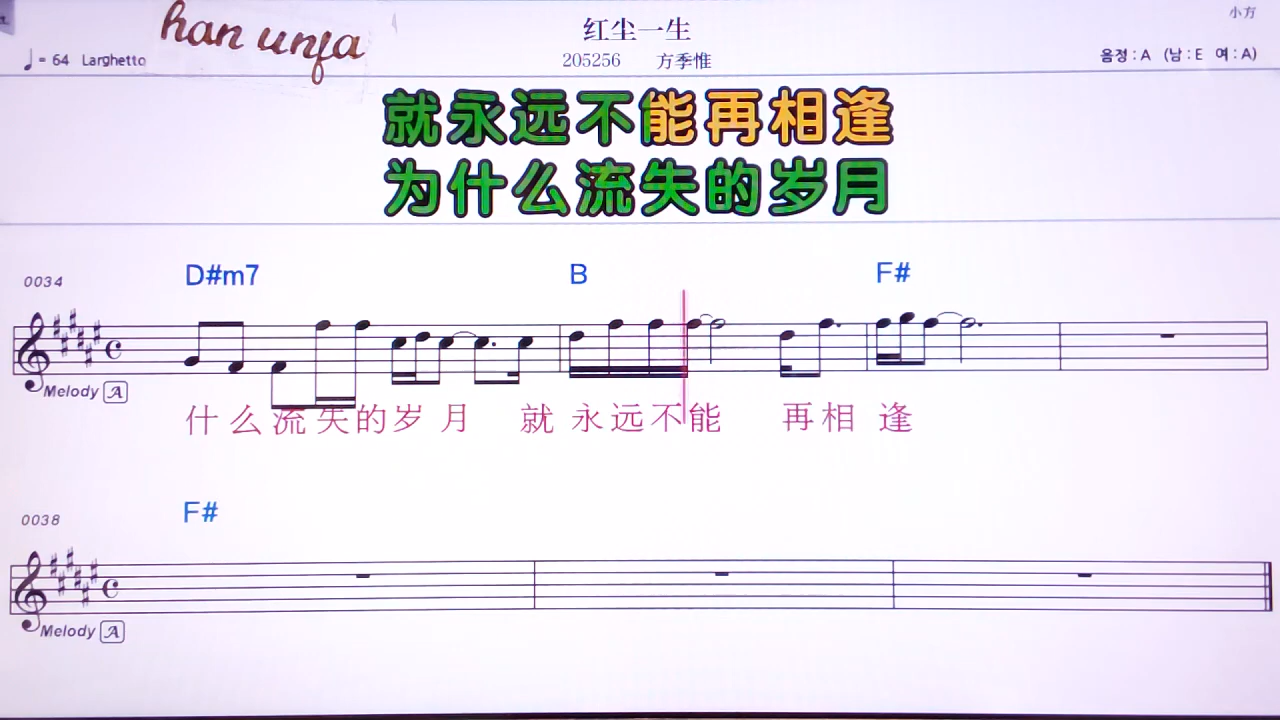 han unja
红尘一生
小方
♩= 64 Larghetto
205256 方季惟
음정 : A (남 : E 여 : A)
就永远不能再相逢
为什么流失的岁月
0034
D#m7 B F#
Melody A
什么流失的岁月 就永远不能 再相逢
0038
F#
Melody A